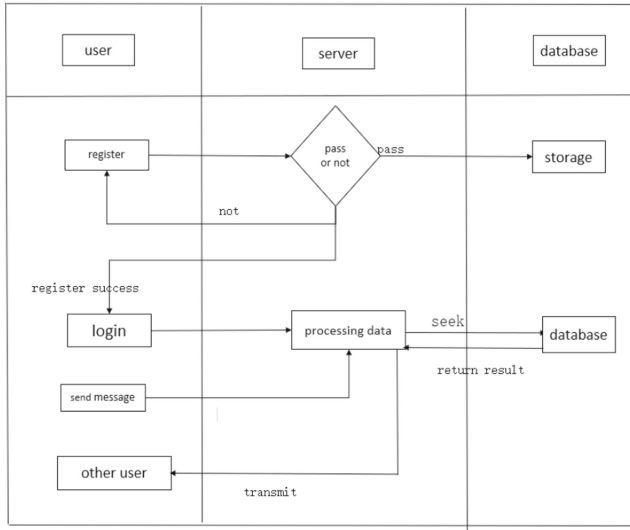 user
server
database
register
pass
or not
pass
storage
not
register success
login
processing data
seek
database
return result
send message
other user
transmit